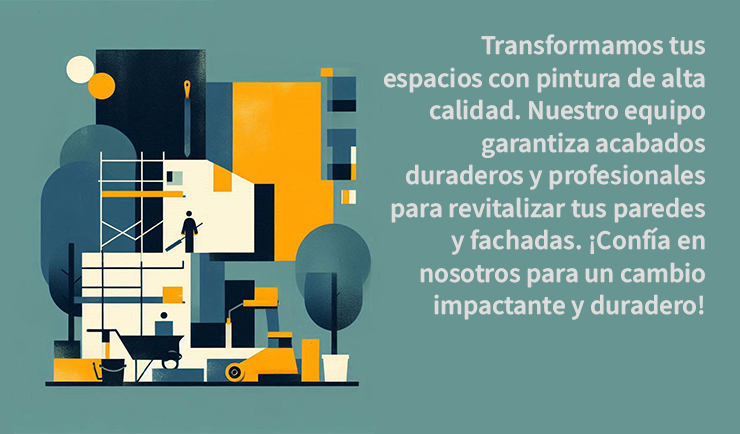 Transformamos tus
espacios con pintura de alta
calidad. Nuestro equipo
garantiza acabados
duraderos y profesionales
para revitalizar tus paredes
y fachadas. ¡Confía en
nosotros para un cambio
impactante y duradero!